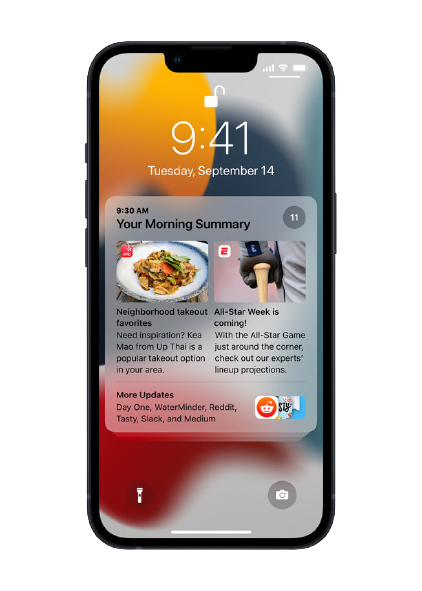 9:41
Tuesday, September 14
9:30 AM
Your Morning Summary
11
yelp
E
Neighborhood takeout
favorites
Need inspiration? Kea
Mao from Up Thai is a
popular takeout option
in your area.
All-Star Week is
coming!
With the All-Star Game
just around the corner,
check out our experts'
lineup projections.
More Updates
Day One, WaterMinder, Reddit,
Tasty, Slack, and Medium